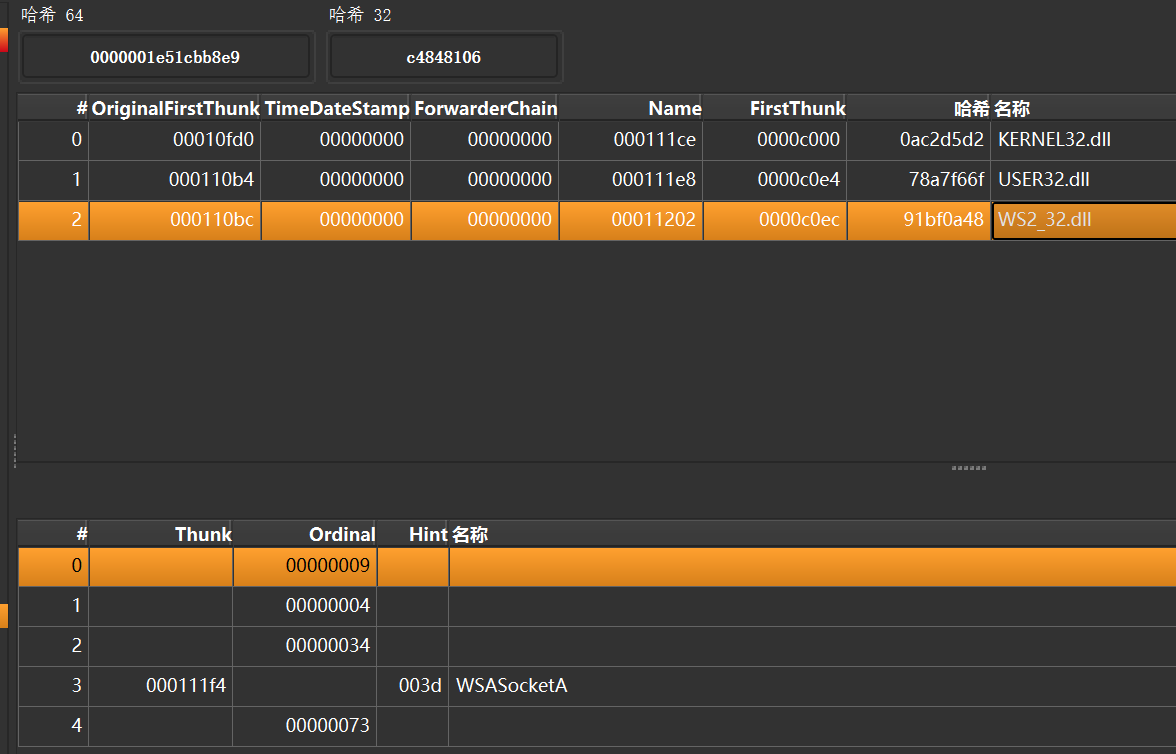 哈希 64 哈希 32
0000001e51cbb8e9 c4848106
# OriginalFirstThunk TimeDateStamp ForwarderChain Name FirstThunk 哈希 名称
0 00010fd0 00000000 00000000 000111ce 0000c000 0ac2d5d2 KERNEL32.dll
1 000110b4 00000000 00000000 000111e8 0000c0e4 78a7f66f USER32.dll
2 000110bc 00000000 00000000 00011202 0000c0ec 91bf0a48 WS2_32.dll
# Thunk Ordinal Hint 名称
0 00000009
1 00000004
2 00000034
3 000111f4 003d WSASocketA
4 00000073